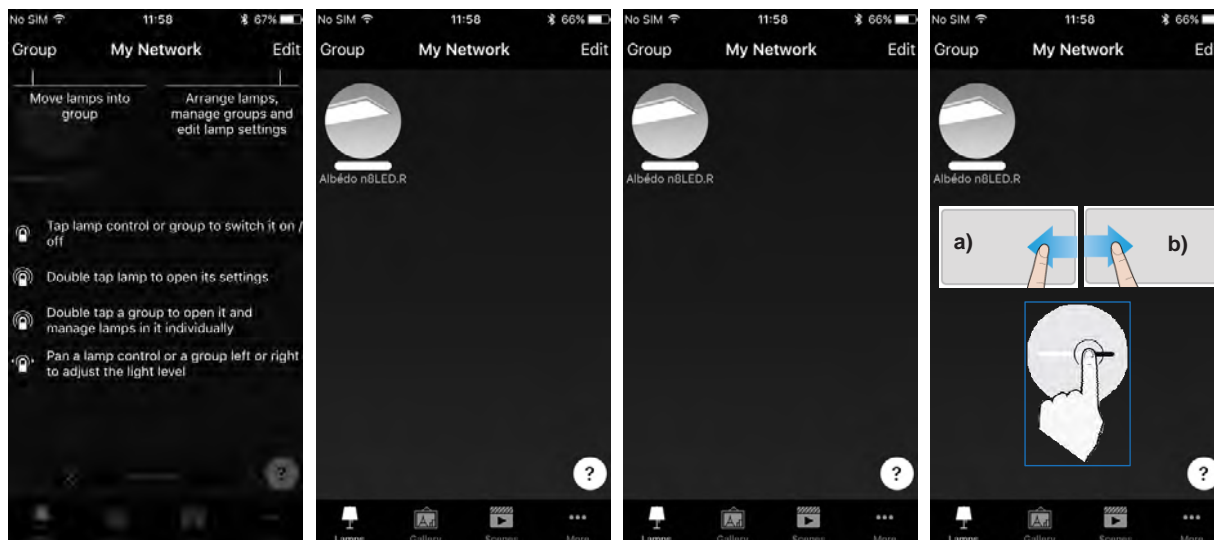 No SIM 11:58 67%
Group My Network Edit
Move lamps into
group
Arrange lamps,
manage groups and
edit lamp settings
Tap lamp control or group to switch it on /
off
Double tap lamp to open its settings
Double tap a group to open it and
manage lamps in it individually
Pan a lamp control or a group left or right
to adjust the light level
?
No SIM 11:58 66%
Group My Network Edit
Albédo n8LED.R
?
Lamps Gallery Scenes More
No SIM 11:58 66%
Group My Network Edit
Albédo n8LED.R
?
Lamps Gallery Scenes More
No SIM 11:58 66%
Group My Network Ed
Albédo n8LED.R
a) b)
?
Lamps Gallery Scenes More